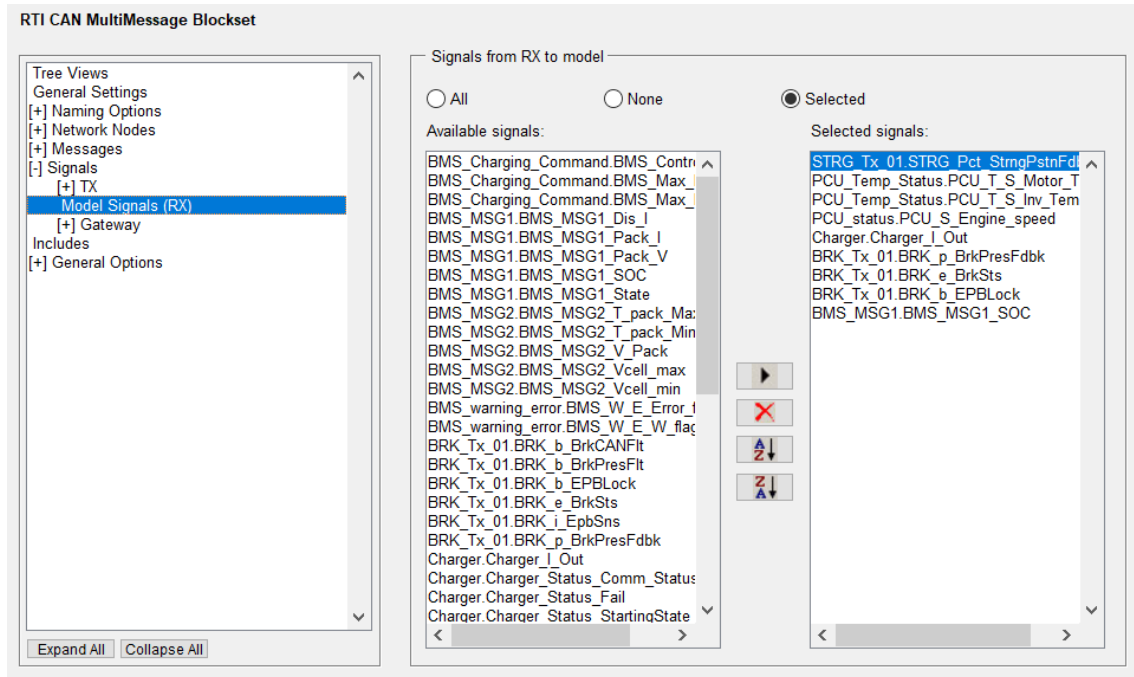 RTI CAN MultiMessage Blockset
Tree Views
General Settings
[+] Naming Options
[+] Network Nodes
[+] Messages
[-] Signals
[+] TX
Model Signals (RX)
[+] Gateway
Includes
[+] General Options
Expand All Collapse All
Signals from RX to model
All None Selected
Available signals:
BMS_Charging_Command.BMS_Contr
BMS_Charging_Command.BMS_Max_
BMS_Charging_Command.BMS_Max_
BMS_MSG1.BMS_MSG1_Dis_I
BMS_MSG1.BMS_MSG1_Pack_I
BMS_MSG1.BMS_MSG1_Pack_V
BMS_MSG1.BMS_MSG1_SOC
BMS_MSG1.BMS_MSG1_State
BMS_MSG2.BMS_MSG2_T_pack_Ma
BMS_MSG2.BMS_MSG2_T_pack_Min
BMS_MSG2.BMS_MSG2_V_Pack
BMS_MSG2.BMS_MSG2_Vcell_max
BMS_MSG2.BMS_MSG2_Vcell_min
BMS_warning_error.BMS_W_E_Error_f
BMS_warning_error.BMS_W_E_W_flag
BRK_Tx_01.BRK_b_BrkCANFlt
BRK_Tx_01.BRK_b_BrkPresFlt
BRK_Tx_01.BRK_b_EPBLock
BRK_Tx_01.BRK_e_BrkSts
BRK_Tx_01.BRK_i_EpbSns
BRK_Tx_01.BRK_p_BrkPresFdbk
Charger.Charger_I_Out
Charger.Charger_Status_Comm_Status
Charger.Charger_Status_Fail
Charger.Charger_Status_StartingState
A Z
Z A
Selected signals:
STRG_Tx_01.STRG_Pct_StrngPstnFd
PCU_Temp_Status.PCU_T_S_Motor_T
PCU_Temp_Status.PCU_T_S_Inv_Tem
PCU_status.PCU_S_Engine_speed
Charger.Charger_I_Out
BRK_Tx_01.BRK_p_BrkPresFdbk
BRK_Tx_01.BRK_e_BrkSts
BRK_Tx_01.BRK_b_EPBLock
BMS_MSG1.BMS_MSG1_SOC